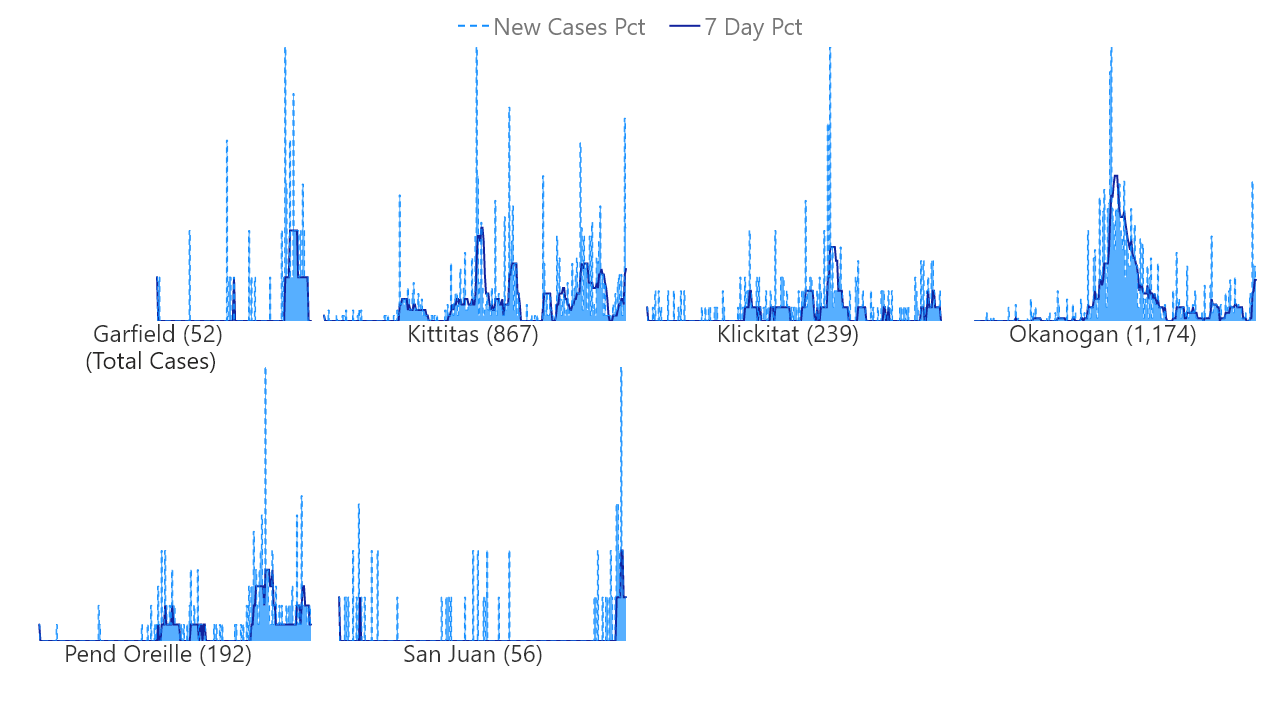 New Cases Pct 7 Day Pct
Garfield (52)
(Total Cases)
Kittitas (867)
Klickitat (239)
Okanogan (1,174)
Pend Oreille (192)
San Juan (56)